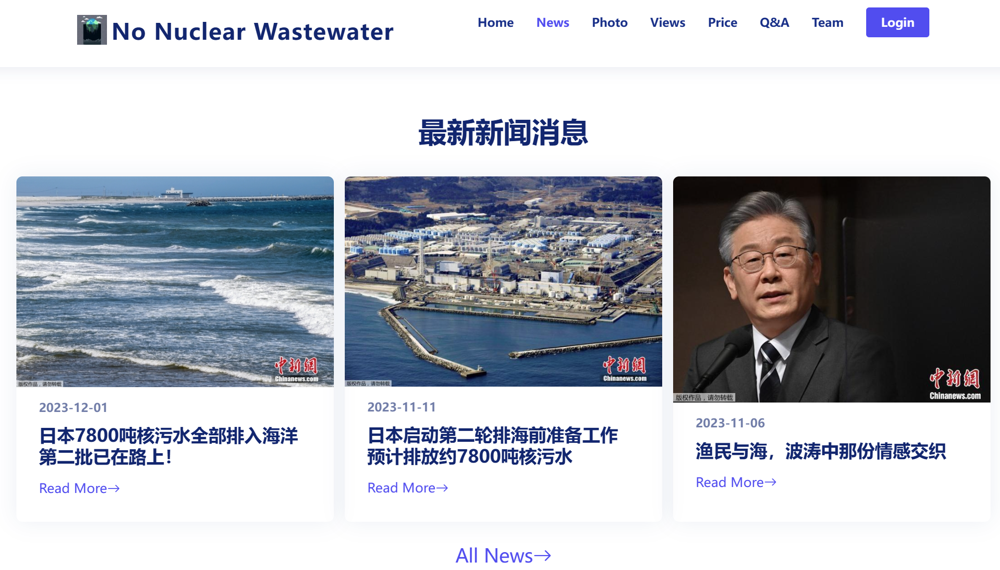 No Nuclear Wastewater
Home News Photo Views Price Q&A Team Login
最新新闻消息
中新網
Chinanews.com
版权作品，请勿转载
2023-12-01
日本7800吨核污水全部排入海洋
第二批已在路上！
Read More→
中新網
Chinanews.com
版权作品，请勿转载
2023-11-11
日本启动第二轮排海前准备工作
预计排放约7800吨核污水
Read More→
中新網
Chinanews.com
版权作品，请勿转载
2023-11-06
渔民与海，波涛中那份情感交织
Read More→
All News→